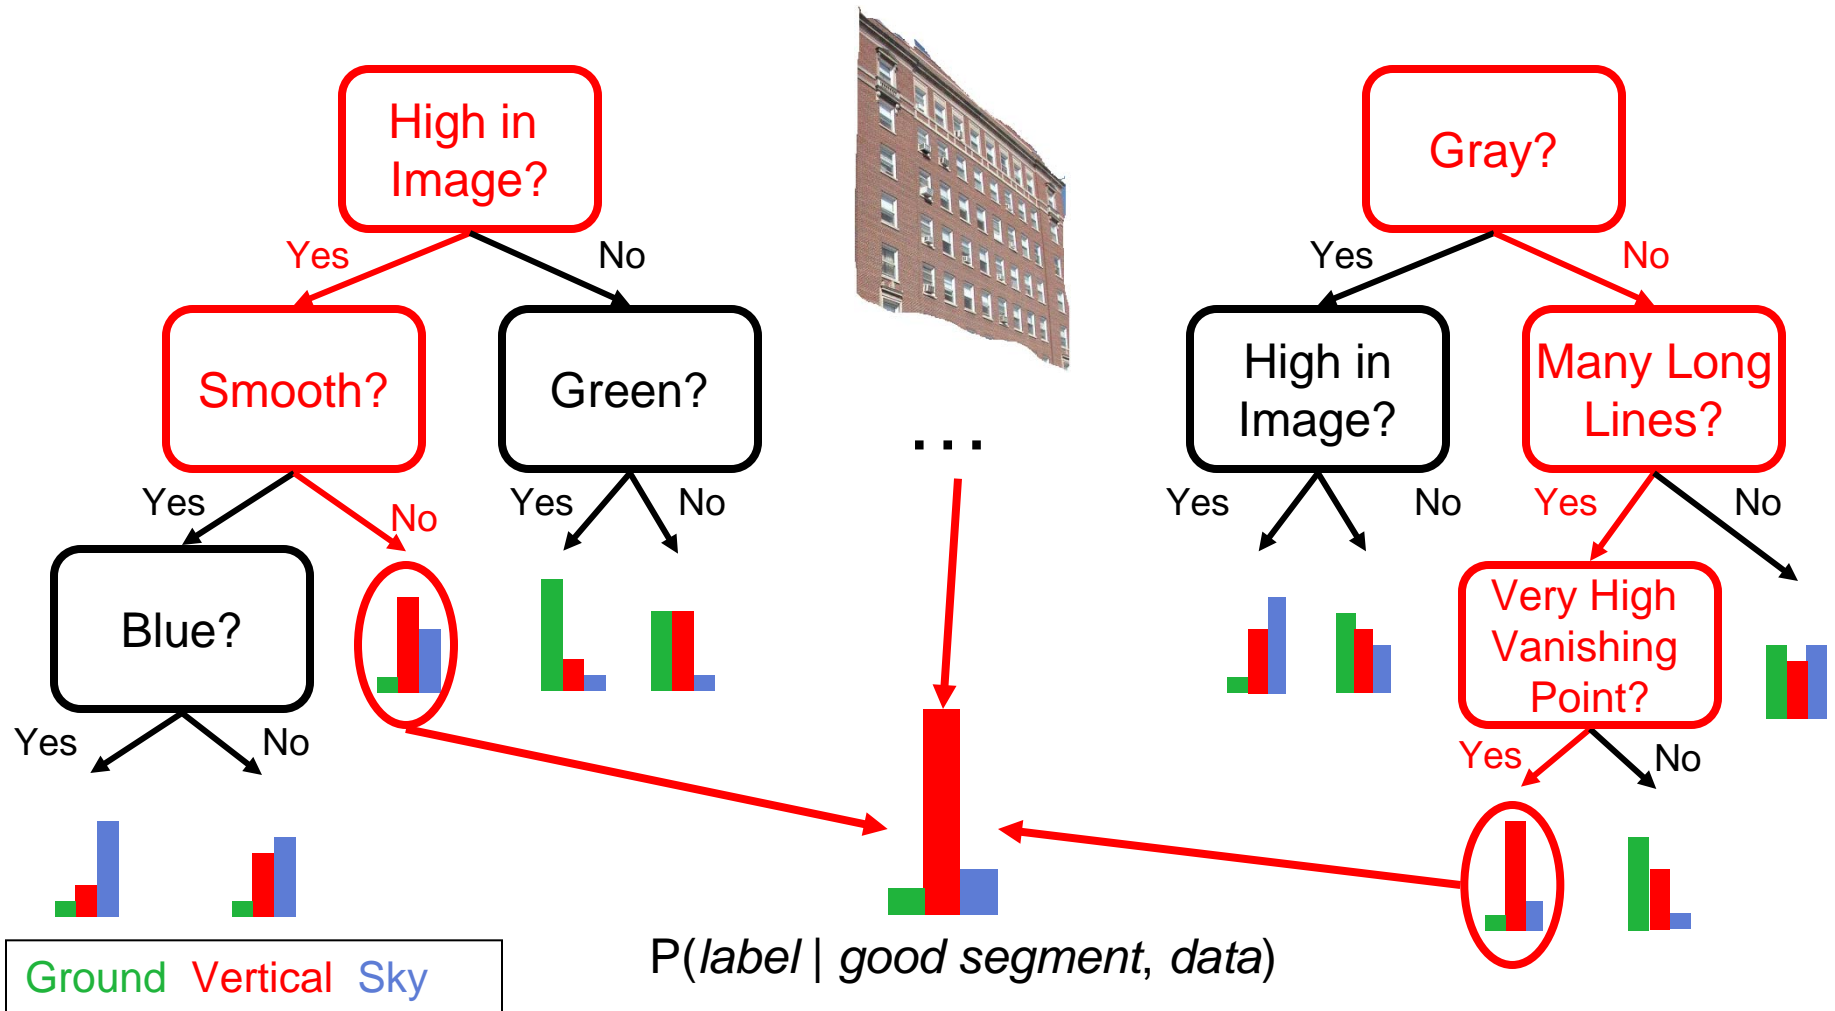 High in
Image?
Gray?
Yes
No
Yes
No
Smooth?
Green?
...
High in
Image?
Many Long
Lines?
Yes
No
Yes
No
Yes
No
Yes
No
Blue?
Very High
Vanishing
Point?
Yes
No
Yes
No
P(label | good segment, data)
Ground Vertical Sky